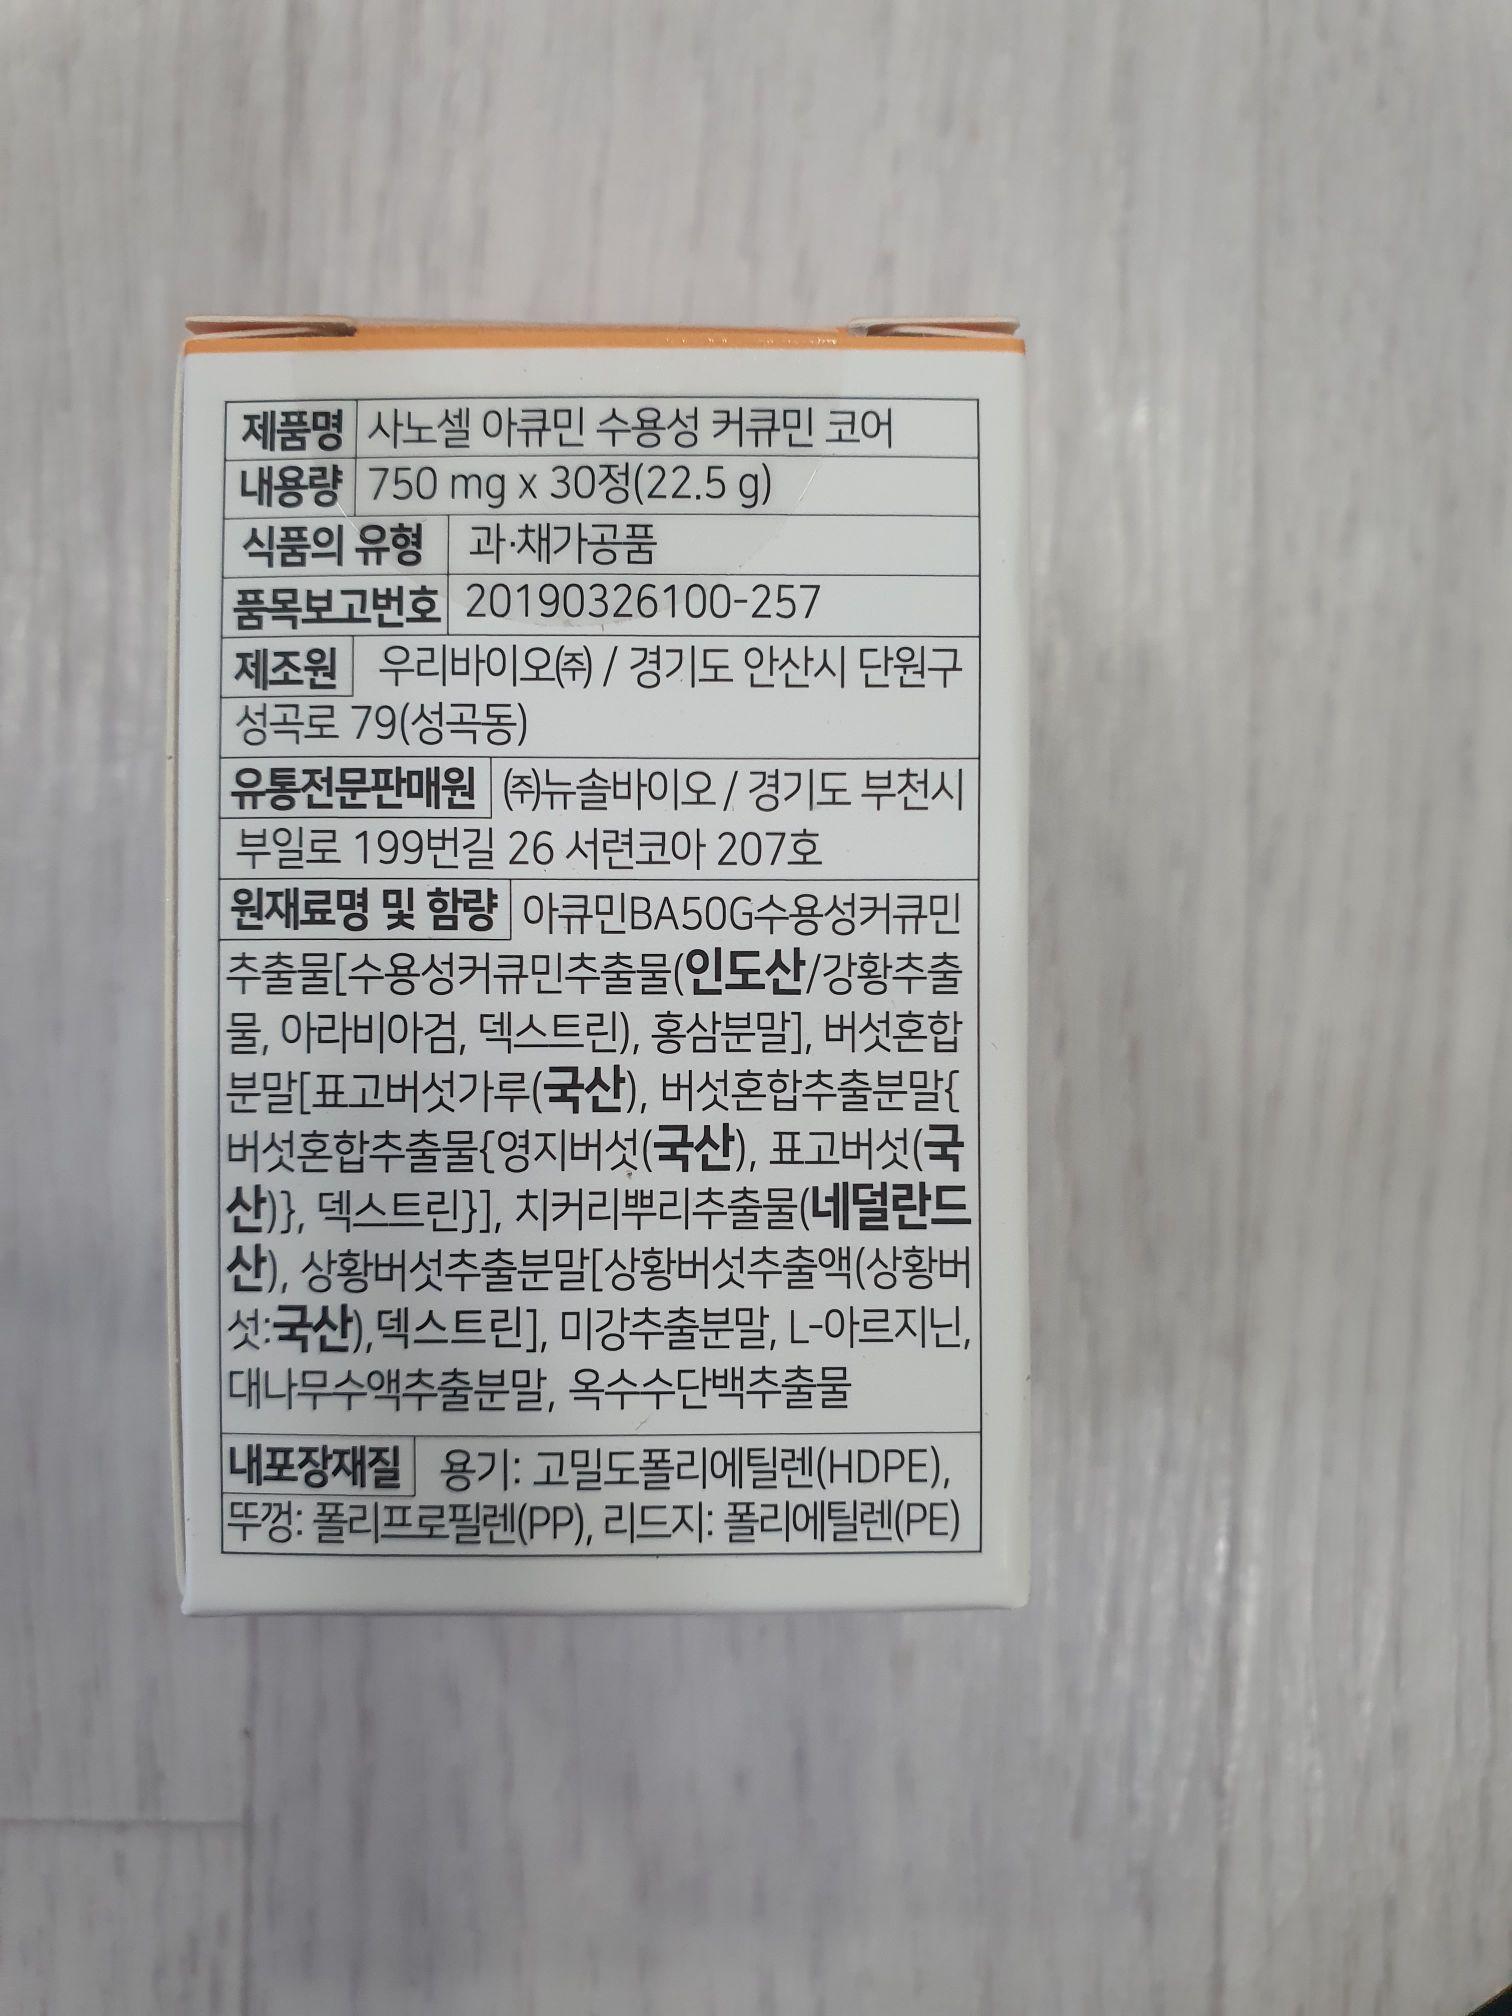 제품명 사노셀 아큐민 수용성 커큐민 코어
내용량 750 mg x 30정(22.5 g)
식품의 유형 과·채가공품
품목보고번호 20190326100-257
제조원 우리바이오㈜ / 경기도 안산시 단원구
성곡로 79(성곡동)
유통전문판매원 ㈜뉴솔바이오 / 경기도 부천시
부일로 199번길 26 서련코아 207호
원재료명 및 함량 아큐민BA50G수용성커큐민
추출물[수용성커큐민추출물(인도산/강황추출
물, 아라비아검, 덱스트린), 홍삼분말], 버섯혼합
분말[표고버섯가루(국산), 버섯혼합추출분말{
버섯혼합추출물{영지버섯(국산), 표고버섯(국
산)}, 덱스트린}], 치커리뿌리추출물(네덜란드
산), 상황버섯추출분말[상황버섯추출액(상황버
섯:국산),덱스트린], 미강추출분말, L-아르지닌,
대나무수액추출분말, 옥수수단백추출물
내포장재질 용기: 고밀도폴리에틸렌(HDPE),
뚜껑: 폴리프로필렌(PP), 리드지: 폴리에틸렌(PE)